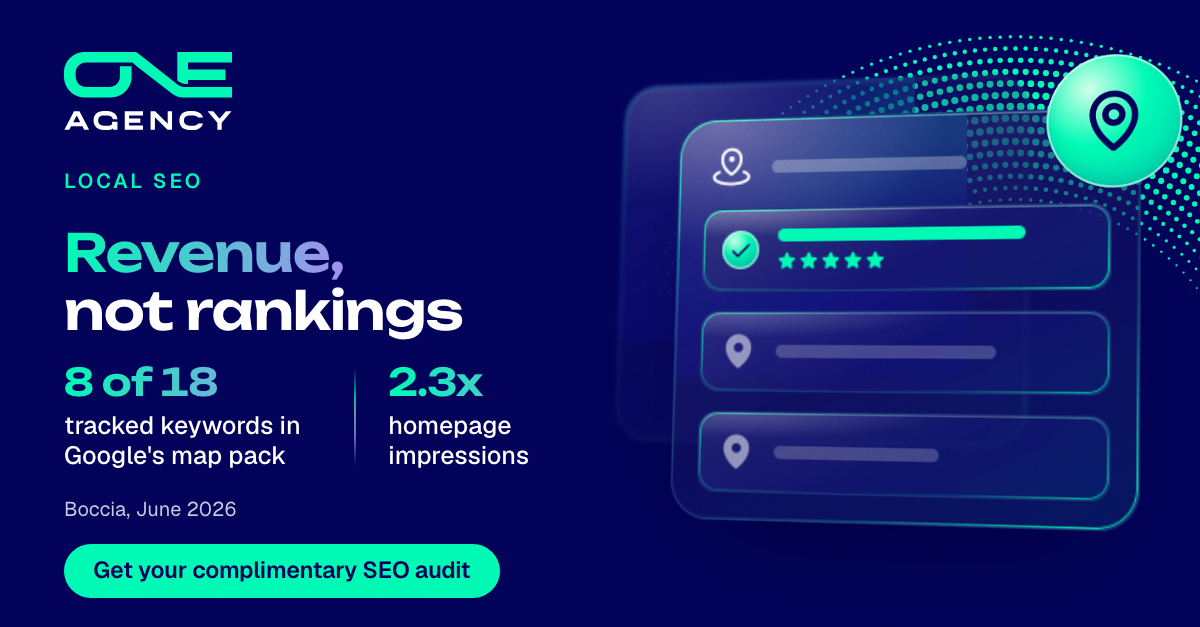 ONE
AGENCY
LOCAL SEO
Revenue,
not rankings
8 of 18
tracked keywords in
Google's map pack
2.3x
homepage
impressions
Boccia, June 2026
Get your complimentary SEO audit